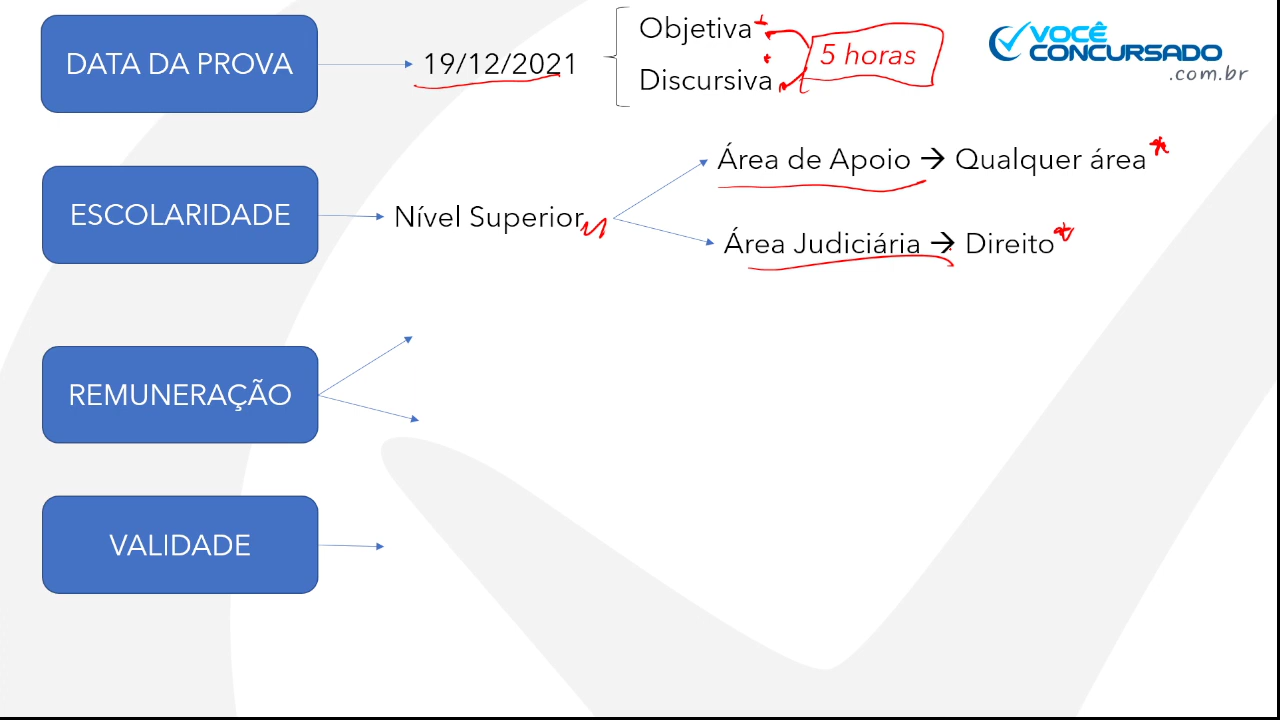 DATA DA PROVA
19/12/2021
Objetiva
Discursiva
5 horas
VOCÊ
CONCURSADO
.com.br
ESCOLARIDADE
Nível Superior
Área de Apoio → Qualquer área
Área Judiciária → Direito
REMUNERAÇÃO
VALIDADE